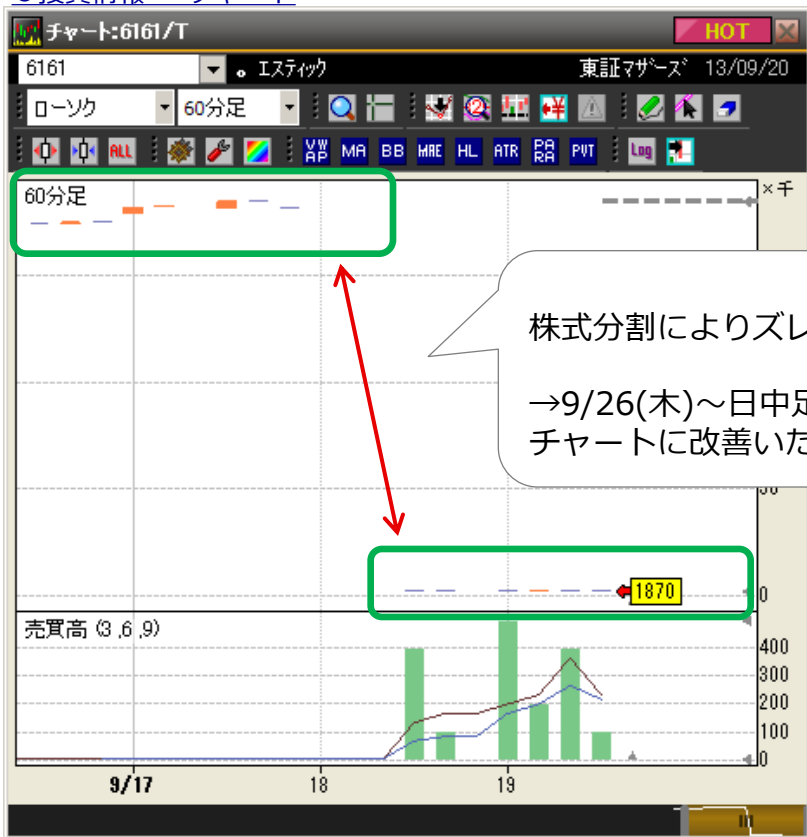 チャート:6161/T
HOT
6161
エスティック
東証マザーズ 13/09/20
ローソク
60分足
ALL
VWAP MA BB MAE HL ATR PARA PVT Log
60分足
×千
株式分割によりズレ
→9/26(木)～日中足
チャートに改善いた
1870
0
売買高 (3 ,6 ,9)
400
300
200
100
0
9/17
18
19